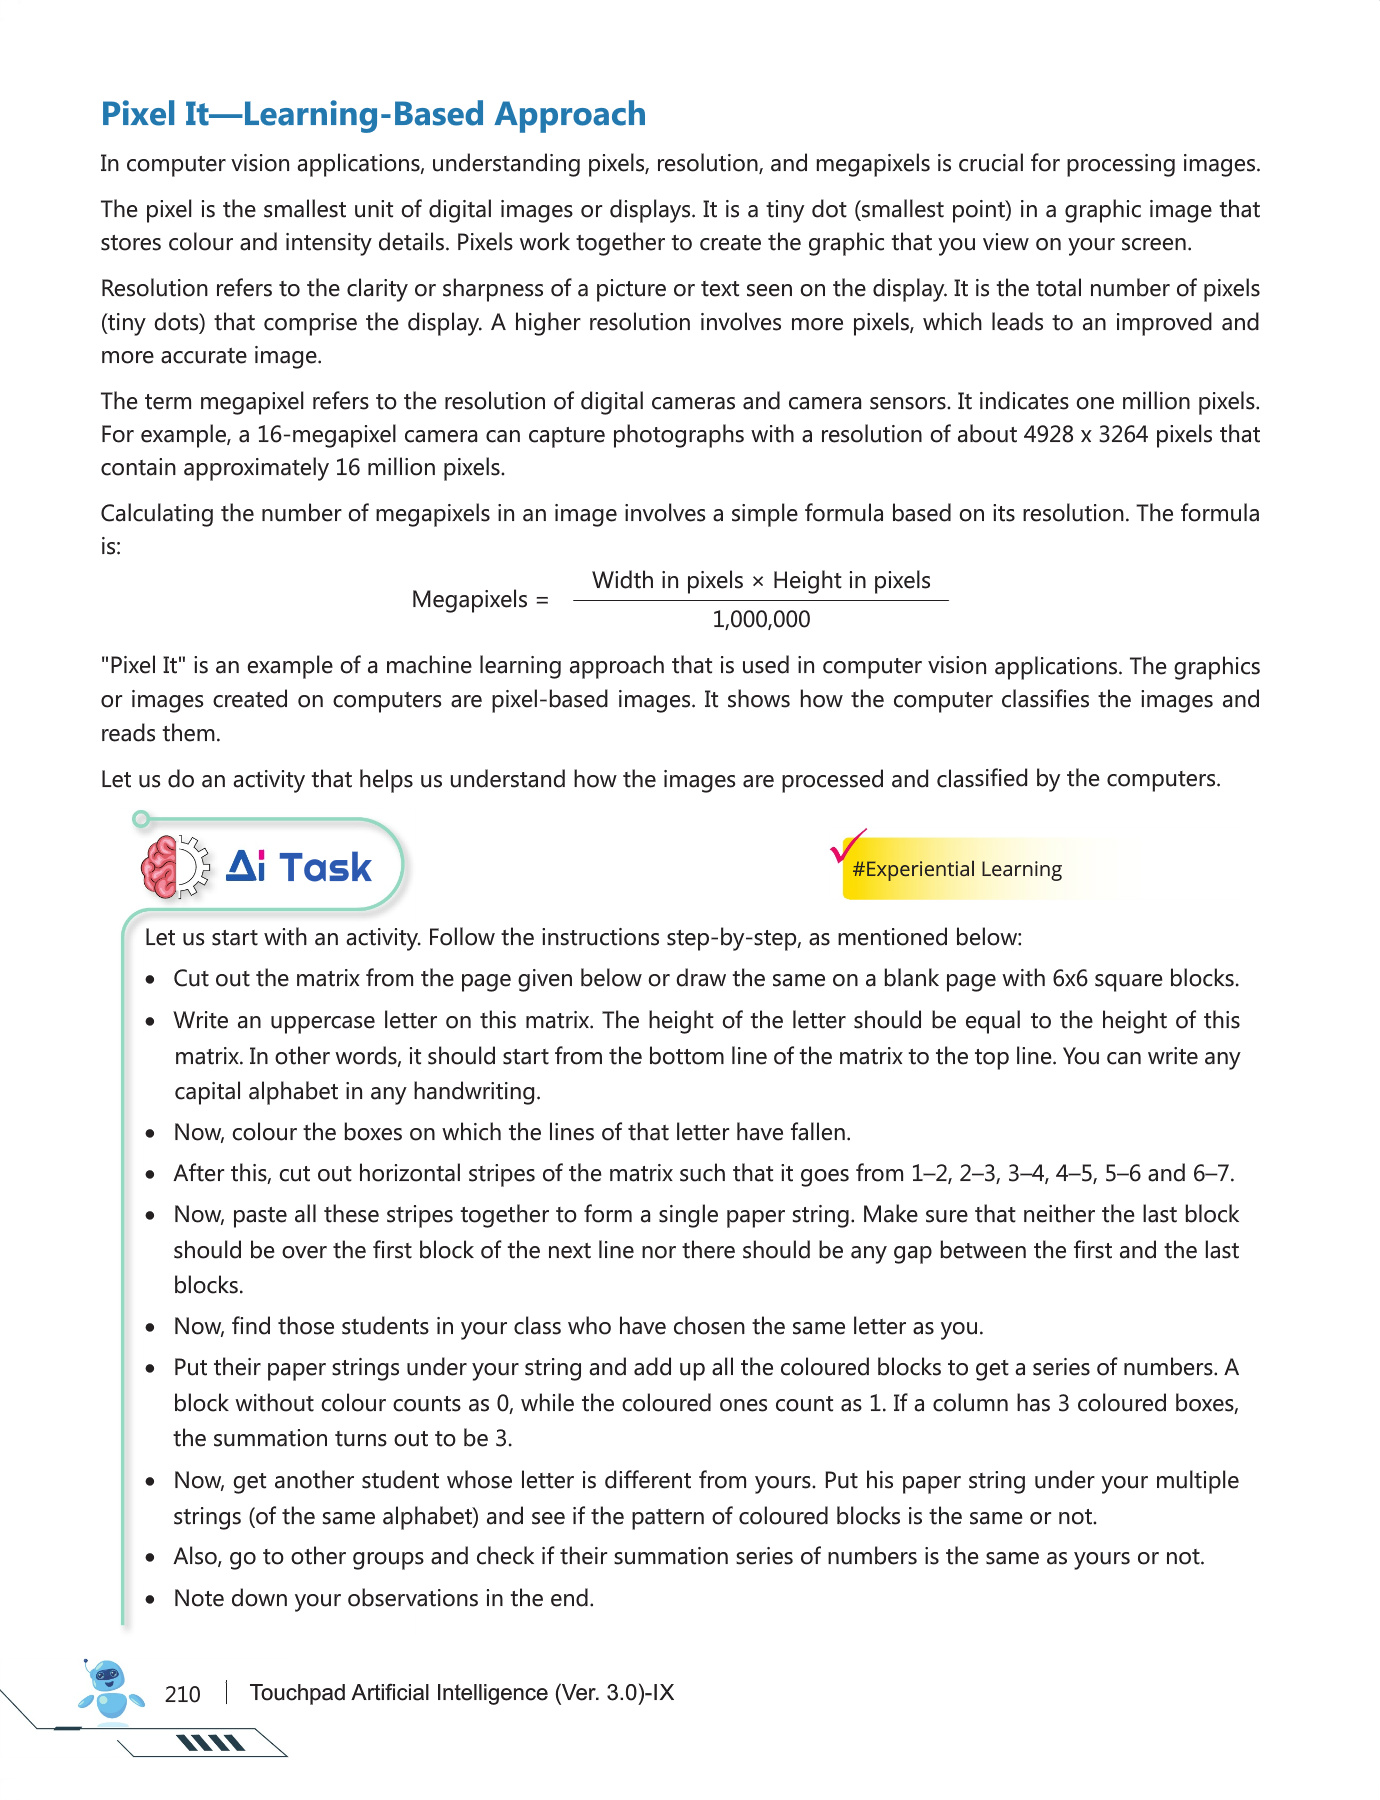 Pixel It—Learning-Based Approach
In computer vision applications, understanding pixels, resolution, and megapixels is crucial for processing images.
The pixel is the smallest unit of digital images or displays. It is a tiny dot (smallest point) in a graphic image that
stores colour and intensity details. Pixels work together to create the graphic that you view on your screen.
Resolution refers to the clarity or sharpness of a picture or text seen on the display. It is the total number of pixels
(tiny dots) that comprise the display. A higher resolution involves more pixels, which leads to an improved and
more accurate image.
The term megapixel refers to the resolution of digital cameras and camera sensors. It indicates one million pixels.
For example, a 16-megapixel camera can capture photographs with a resolution of about 4928 x 3264 pixels that
contain approximately 16 million pixels.
Calculating the number of megapixels in an image involves a simple formula based on its resolution. The formula
is:
Width in pixels × Height in pixels
Megapixels =
1,000,000
"Pixel It" is an example of a machine learning approach that is used in computer vision applications. The graphics
or images created on computers are pixel-based images. It shows how the computer classifies the images and
reads them.
Let us do an activity that helps us understand how the images are processed and classified by the computers.
Ai Task
#Experiential Learning
Let us start with an activity. Follow the instructions step-by-step, as mentioned below:
• Cut out the matrix from the page given below or draw the same on a blank page with 6x6 square blocks.
• Write an uppercase letter on this matrix. The height of the letter should be equal to the height of this
matrix. In other words, it should start from the bottom line of the matrix to the top line. You can write any
capital alphabet in any handwriting.
• Now, colour the boxes on which the lines of that letter have fallen.
• After this, cut out horizontal stripes of the matrix such that it goes from 1–2, 2–3, 3–4, 4–5, 5–6 and 6–7.
• Now, paste all these stripes together to form a single paper string. Make sure that neither the last block
should be over the first block of the next line nor there should be any gap between the first and the last
blocks.
• Now, find those students in your class who have chosen the same letter as you.
• Put their paper strings under your string and add up all the coloured blocks to get a series of numbers. A
block without colour counts as 0, while the coloured ones count as 1. If a column has 3 coloured boxes,
the summation turns out to be 3.
• Now, get another student whose letter is different from yours. Put his paper string under your multiple
strings (of the same alphabet) and see if the pattern of coloured blocks is the same or not.
• Also, go to other groups and check if their summation series of numbers is the same as yours or not.
• Note down your observations in the end.
210 | Touchpad Artificial Intelligence (Ver. 3.0)-IX